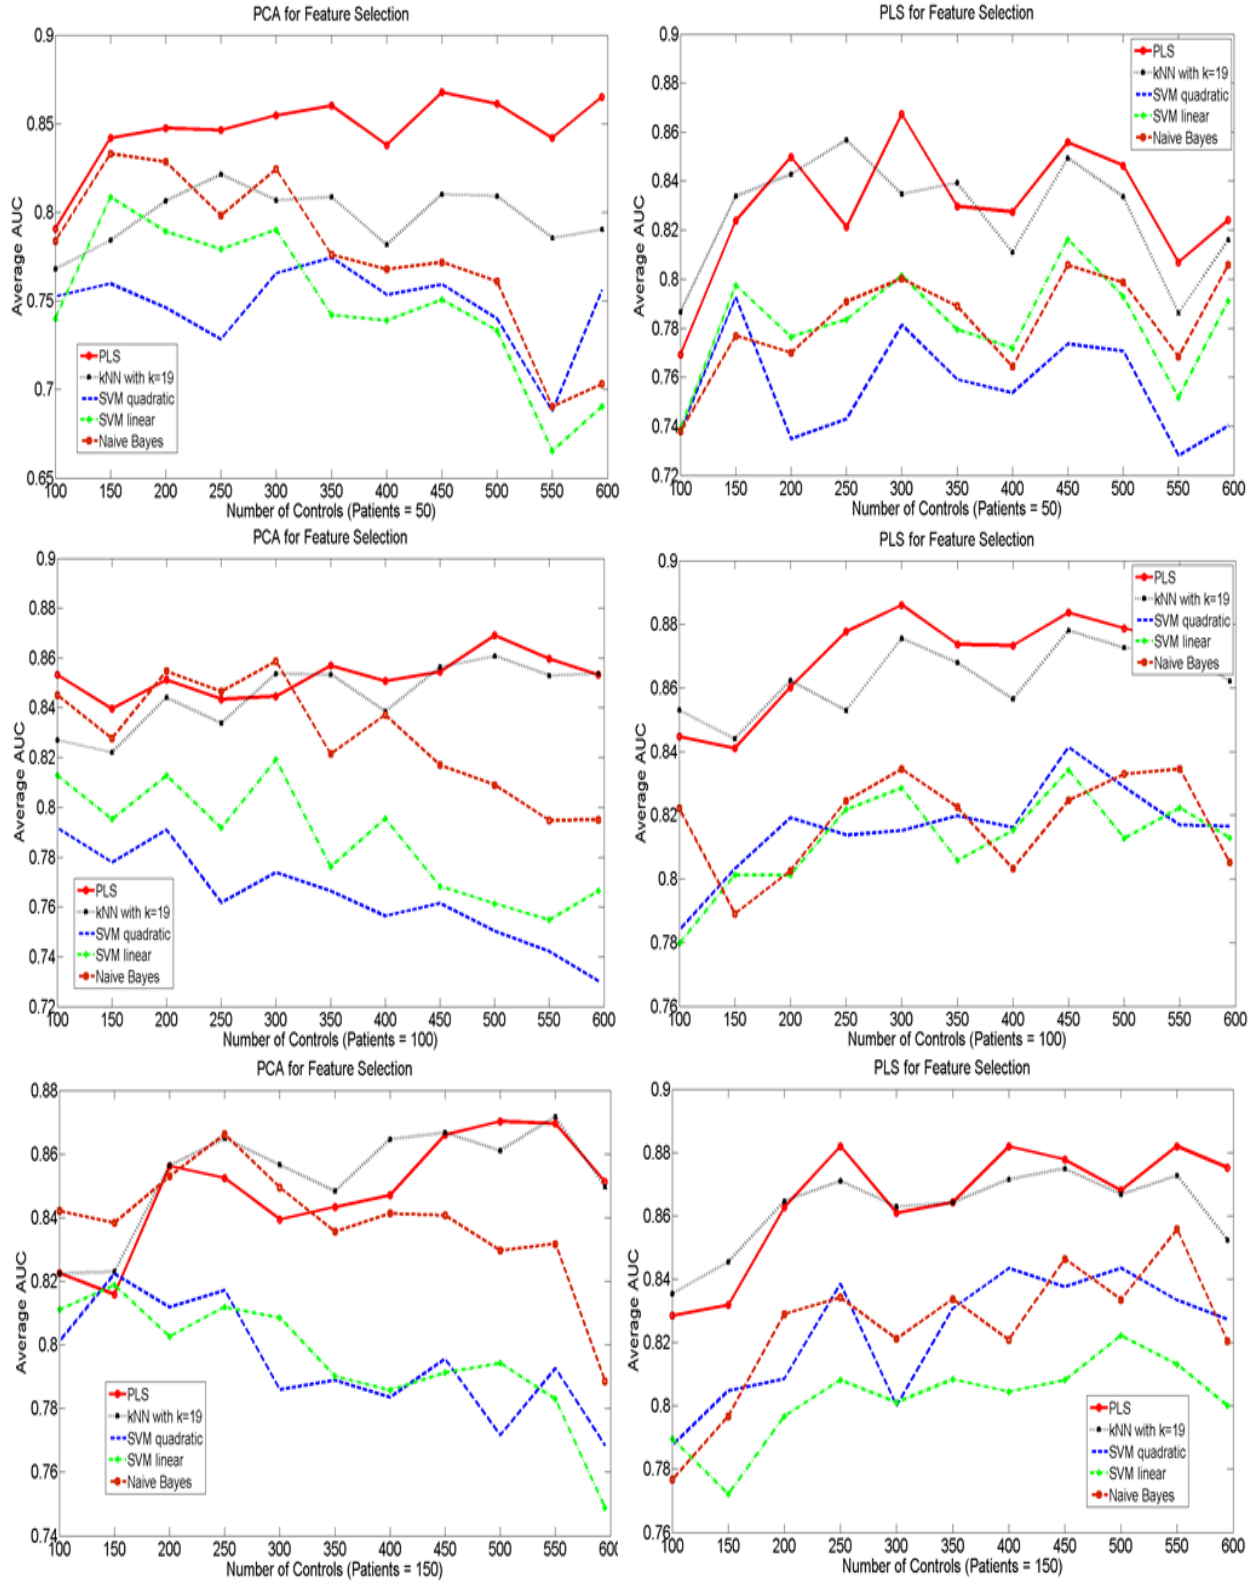 PCA for Feature Selection
0.9
0.85
0.8
0.75
0.7
0.65
Average AUC
PLS
kNN with k=19
SVM quadratic
SVM linear
Naive Bayes
100 150 200 250 300 350 400 450 500 550 600
Number of Controls (Patients = 50)
PLS for Feature Selection
0.9
0.88
0.86
0.84
0.82
0.8
0.78
0.76
0.74
0.72
Average AUC
PLS
kNN with k=19
SVM quadratic
SVM linear
Naive Bayes
100 150 200 250 300 350 400 450 500 550 600
Number of Controls (Patients = 50)
PCA for Feature Selection
0.9
0.88
0.86
0.84
0.82
0.8
0.78
0.76
0.74
0.72
Average AUC
PLS
kNN with k=19
SVM quadratic
SVM linear
Naive Bayes
100 150 200 250 300 350 400 450 500 550 600
Number of Controls (Patients = 100)
PLS for Feature Selection
0.9
0.88
0.86
0.84
0.82
0.8
0.78
0.76
Average AUC
PLS
kNN with k=19
SVM quadratic
SVM linear
Naive Bayes
100 150 200 250 300 350 400 450 500 550 600
Number of Controls (Patients = 100)
PCA for Feature Selection
0.88
0.86
0.84
0.82
0.8
0.78
0.76
0.74
Average AUC
PLS
kNN with k=19
SVM quadratic
SVM linear
Naive Bayes
100 150 200 250 300 350 400 450 500 550 600
Number of Controls (Patients = 150)
PLS for Feature Selection
0.9
0.88
0.86
0.84
0.82
0.8
0.78
0.76
Average AUC
PLS
kNN with k=19
SVM quadratic
SVM linear
Naive Bayes
100 150 200 250 300 350 400 450 500 550 600
Number of Controls (Patients = 150)